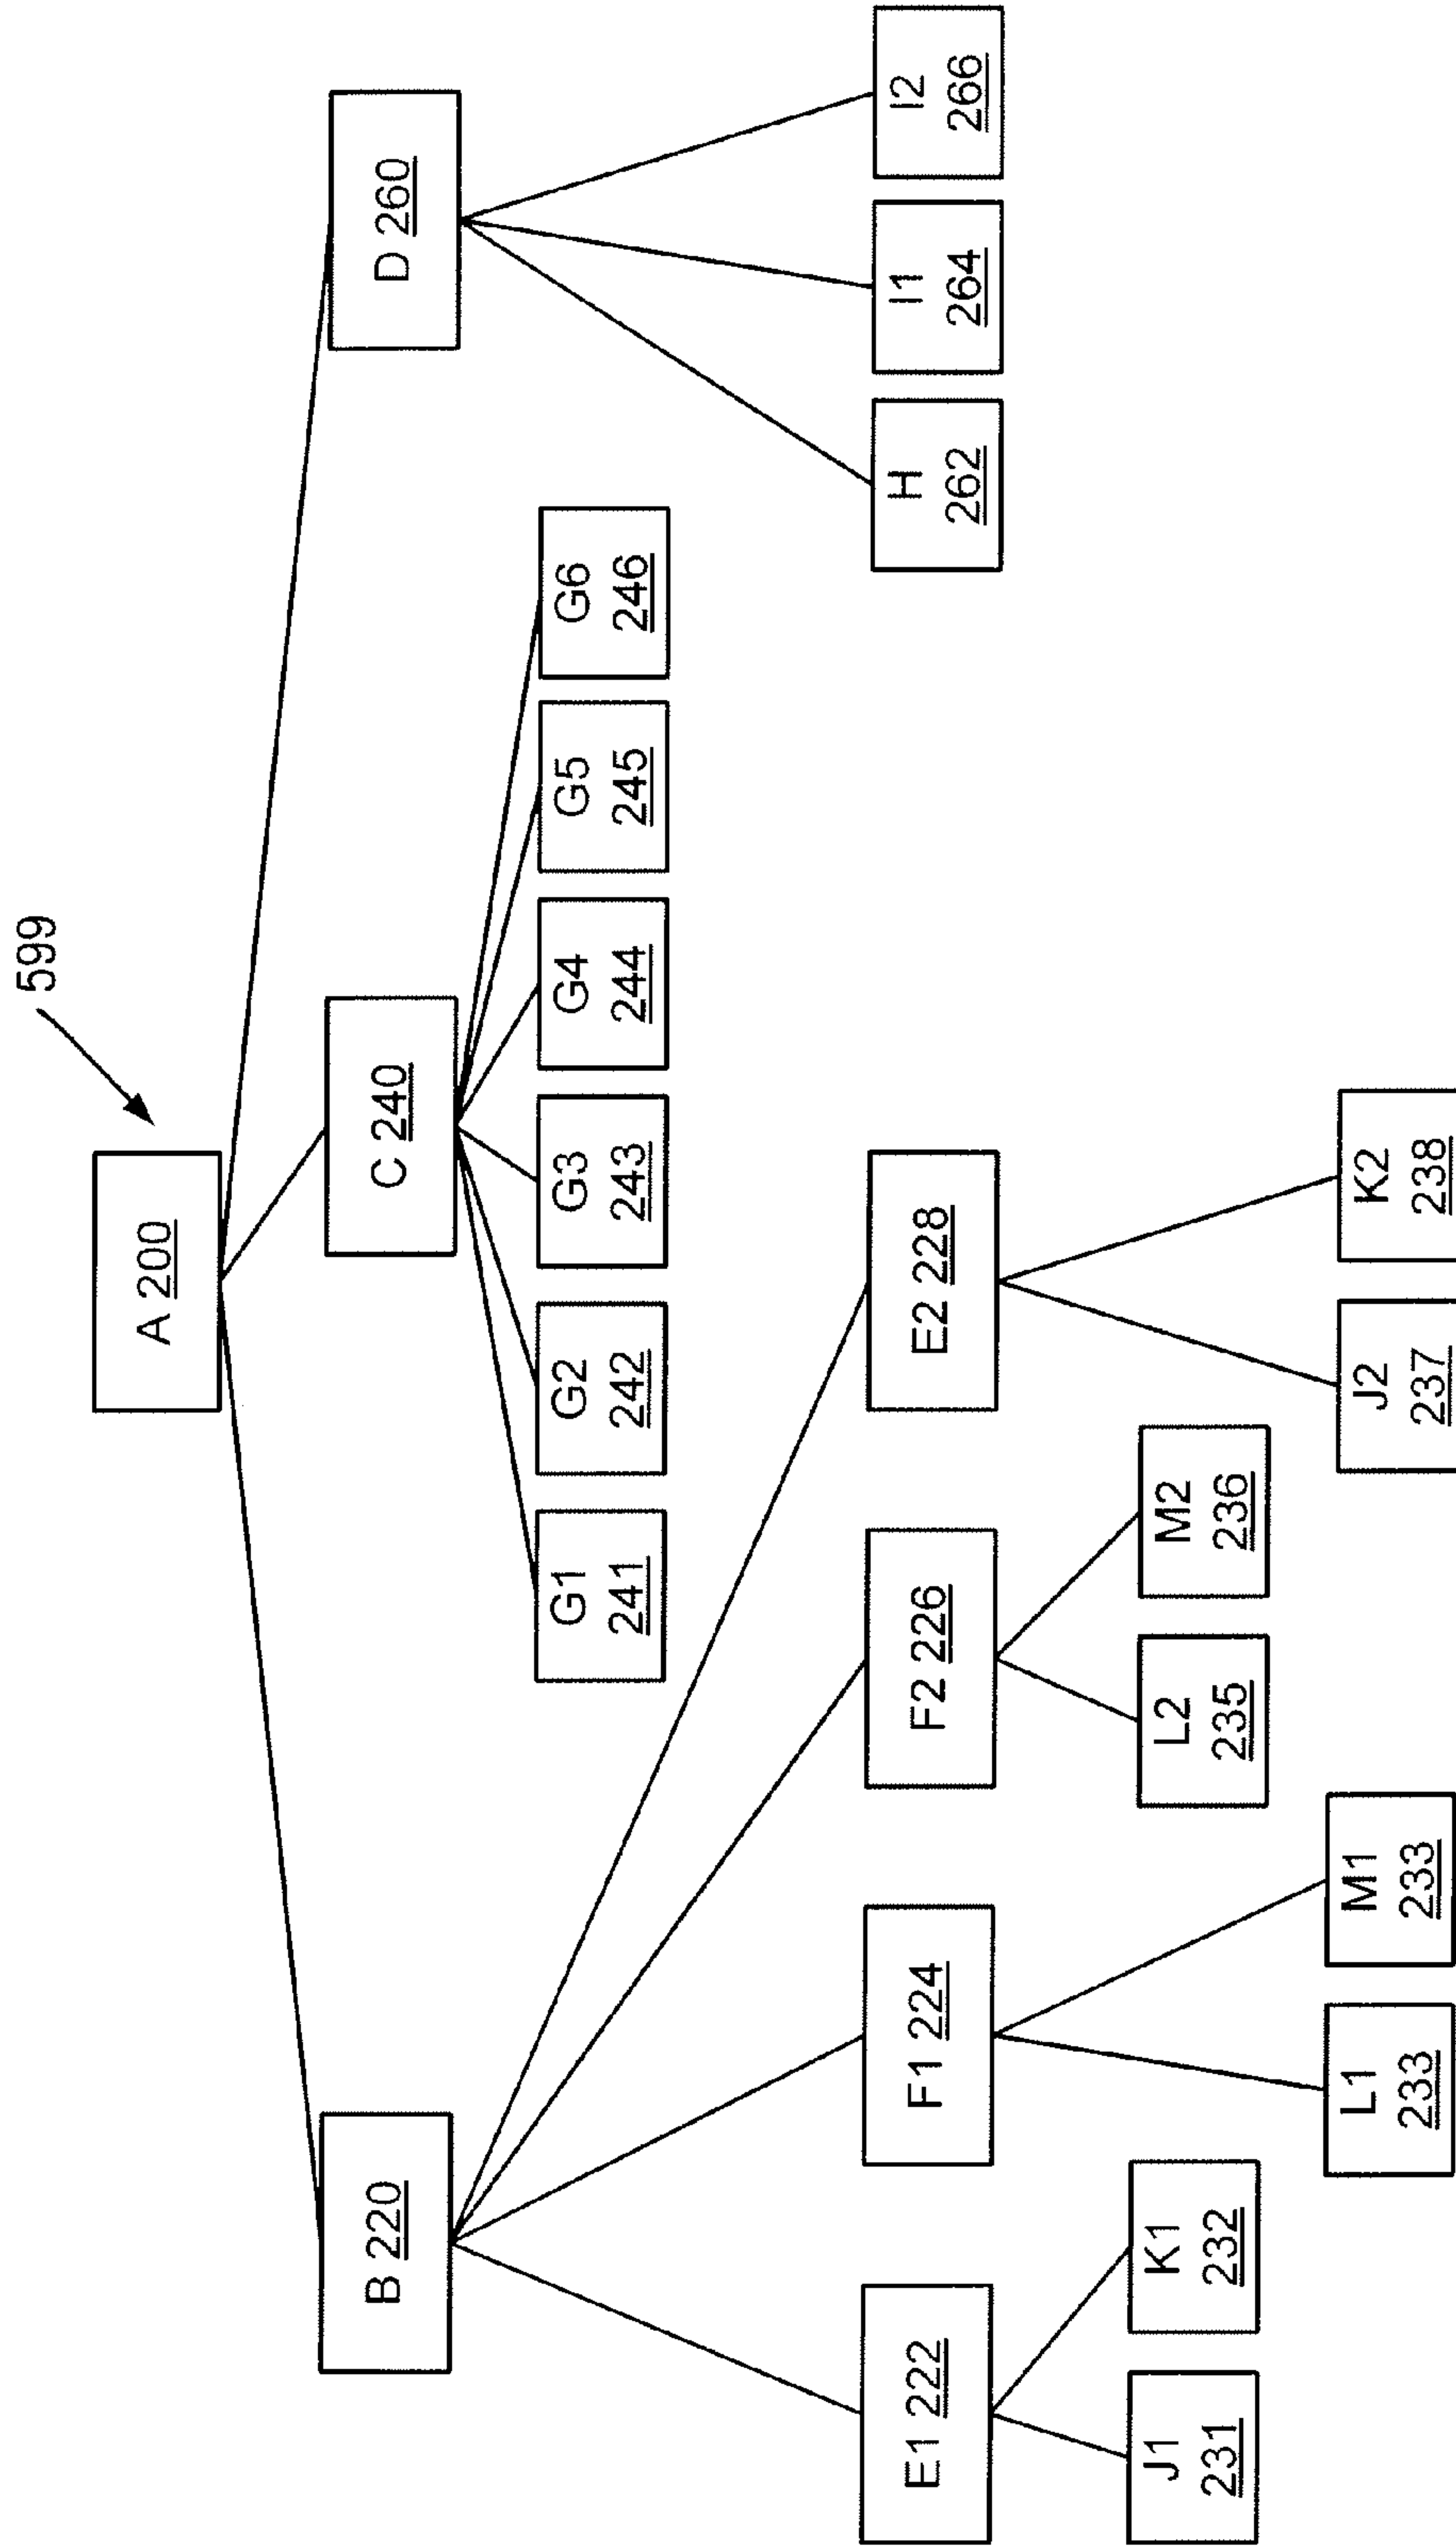 599
A 200
B 220
C 240
D 260
G1
241
G2
242
G3
243
G4
244
G5
245
G6
246
E1 222
F1 224
F2 226
E2 228
H
262
I1
264
I2
266
J1
231
K1
232
L1
233
M1
233
L2
235
M2
236
J2
237
K2
238